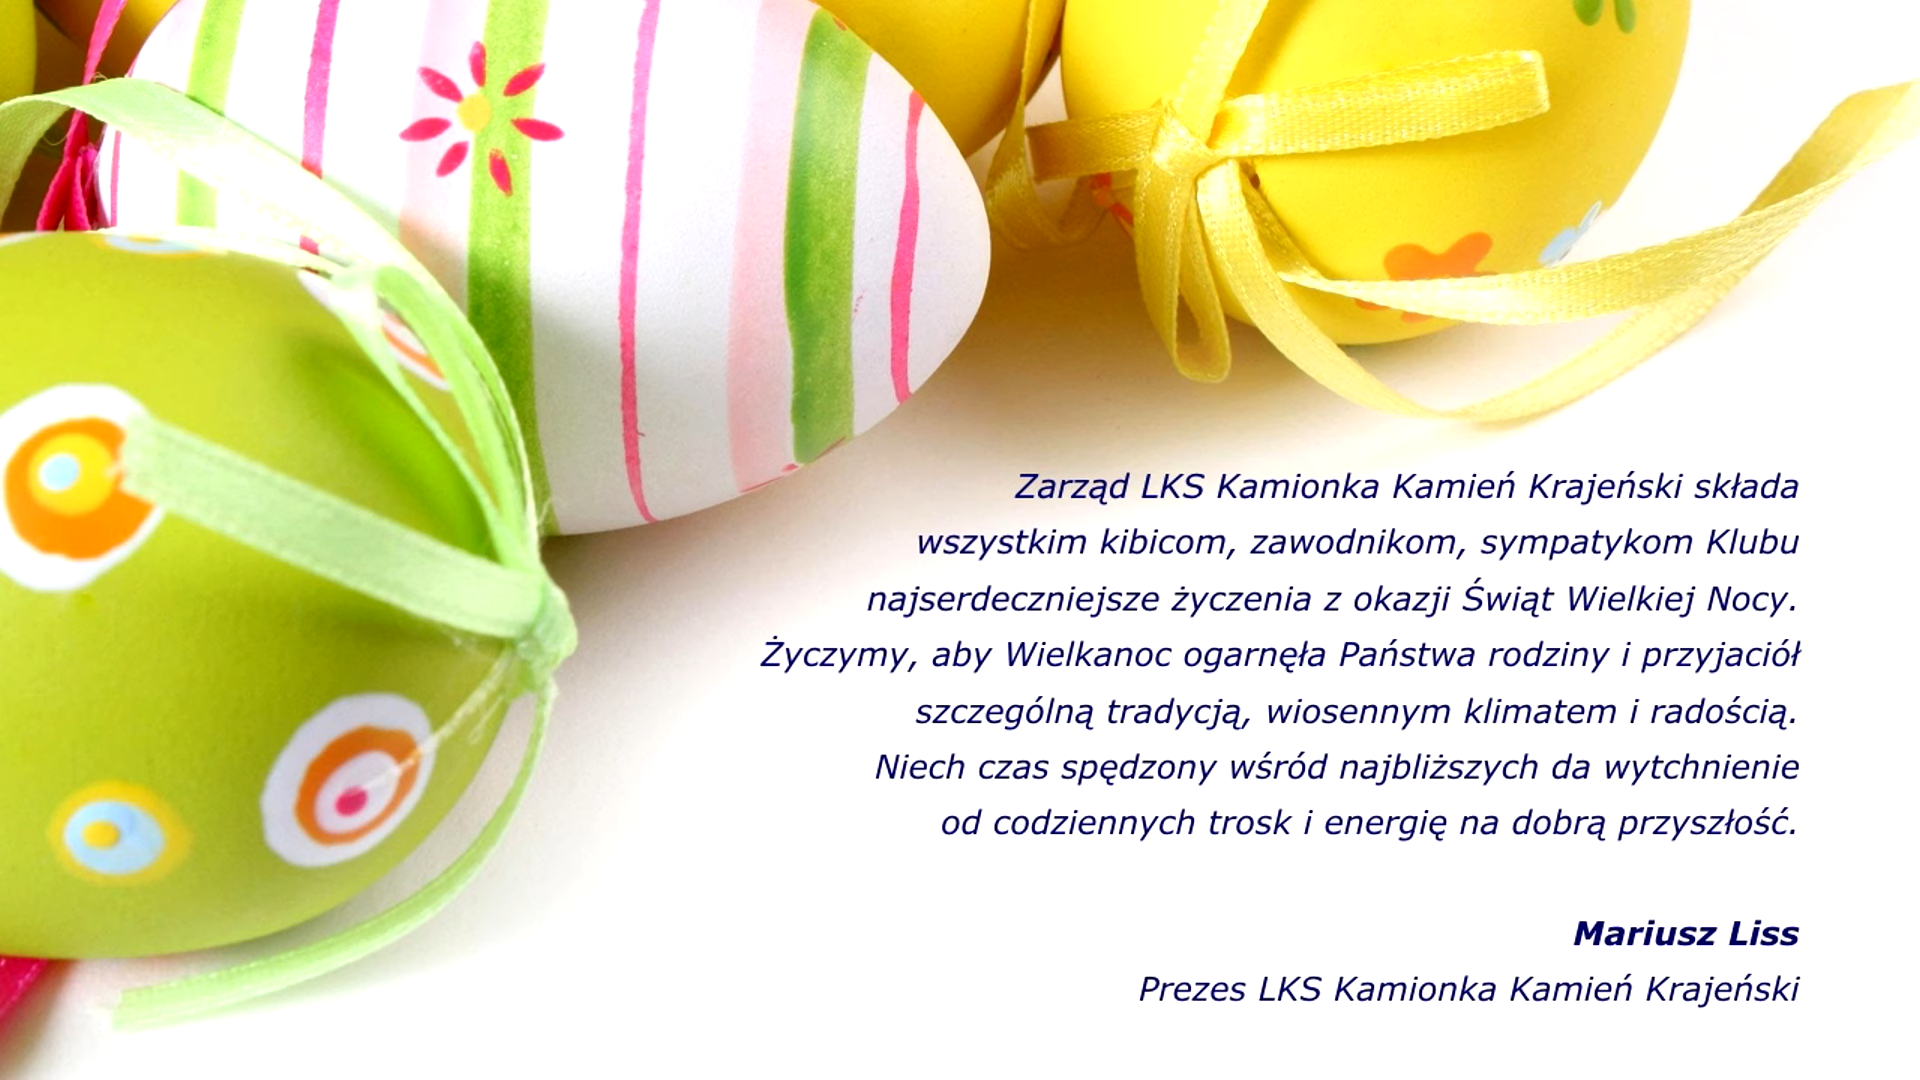 Zarząd LKS Kamionka Kamień Krajeński składa
wszystkim kibicom, zawodnikom, sympatykom Klubu
najserdeczniejsze życzenia z okazji Świąt Wielkiej Nocy.
Życzymy, aby Wielkanoc ogarnęła Państwa rodziny i przyjaciół
szczególną tradycją, wiosennym klimatem i radością.
Niech czas spędzony wśród najbliższych da wytchnienie
od codziennych trosk i energię na dobrą przyszłość.
Mariusz Liss
Prezes LKS Kamionka Kamień Krajeński